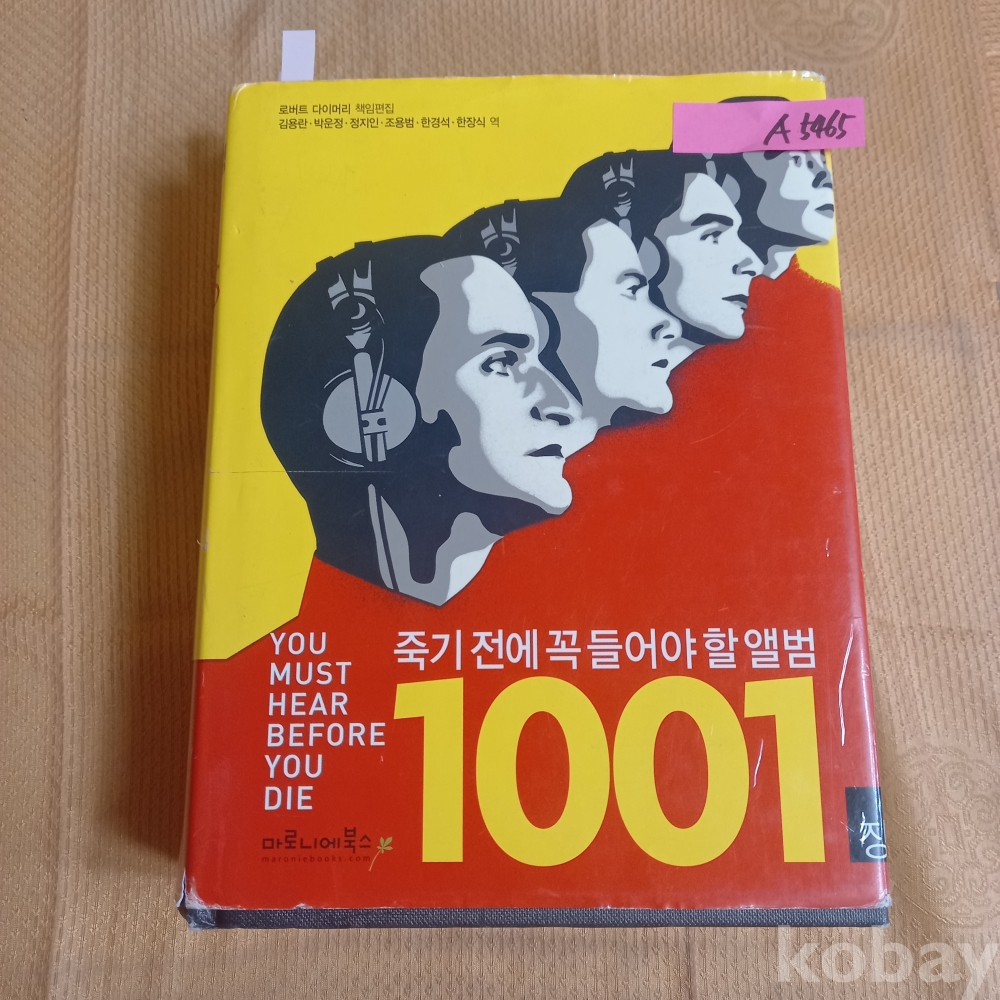 로버트 다이머리 책임편집
김용란·박운정·정지인·조용범·한경석·한장식 역
A 5965
YOU
MUST
HEAR
BEFORE
YOU
DIE
죽기 전에 꼭 들어야 할 앨범
1001
마로니에북스
maroniebooks.com
kobay